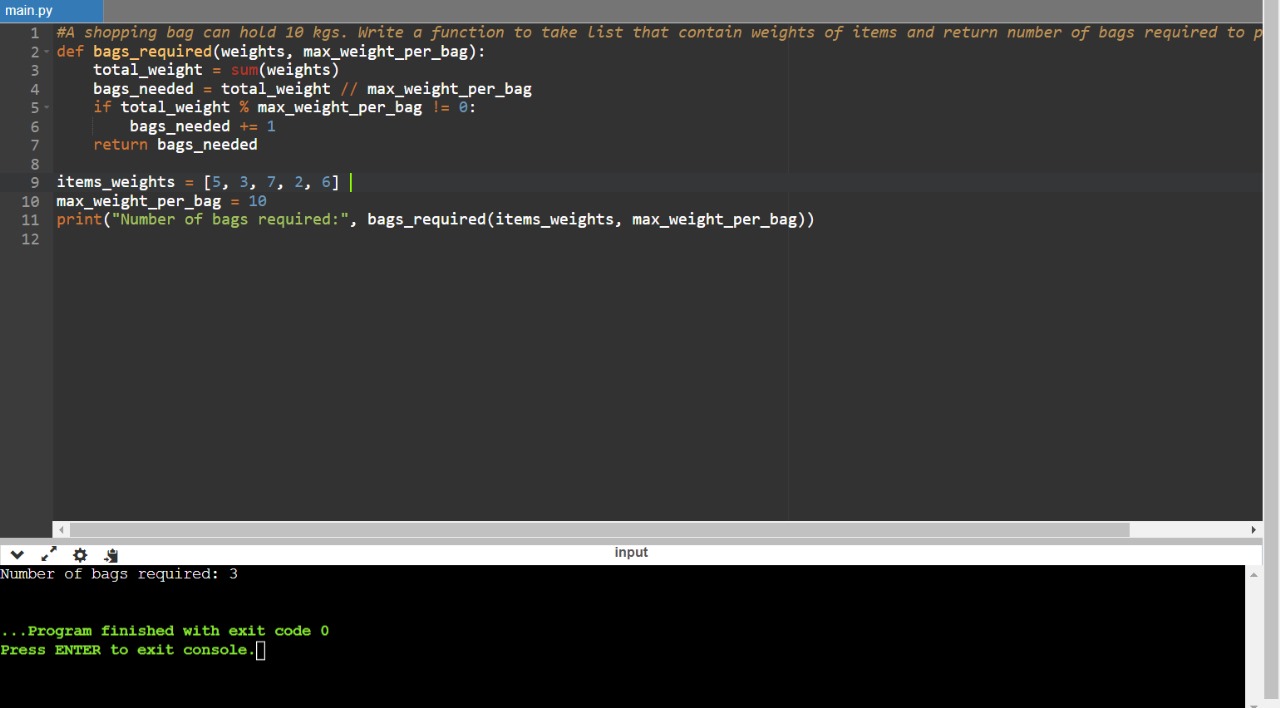 main.py
1 #A shopping bag can hold 10 kgs. Write a function to take list that contain weights of items and return number of bags required to p
2 def bags_required(weights, max_weight_per_bag):
3     total_weight = sum(weights)
4     bags_needed = total_weight // max_weight_per_bag
5     if total_weight % max_weight_per_bag != 0:
6         bags_needed += 1
7     return bags_needed
8
9 items_weights = [5, 3, 7, 2, 6]
10 max_weight_per_bag = 10
11 print("Number of bags required:", bags_required(items_weights, max_weight_per_bag))
12
input
Number of bags required: 3
...Program finished with exit code 0
Press ENTER to exit console.